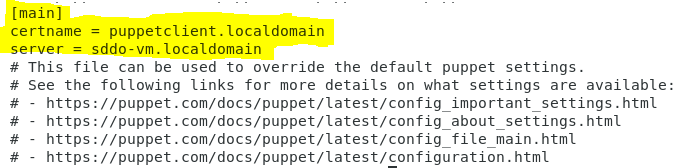 [main]
certname = puppetclient.localdomain
server = sddo-vm.localdomain
# This file can be used to override the default puppet settings.
# See the following links for more details on what settings are available:
# - https://puppet.com/docs/puppet/latest/config_important_settings.html
# - https://puppet.com/docs/puppet/latest/config_about_settings.html
# - https://puppet.com/docs/puppet/latest/config_file_main.html
# - https://puppet.com/docs/puppet/latest/configuration.html